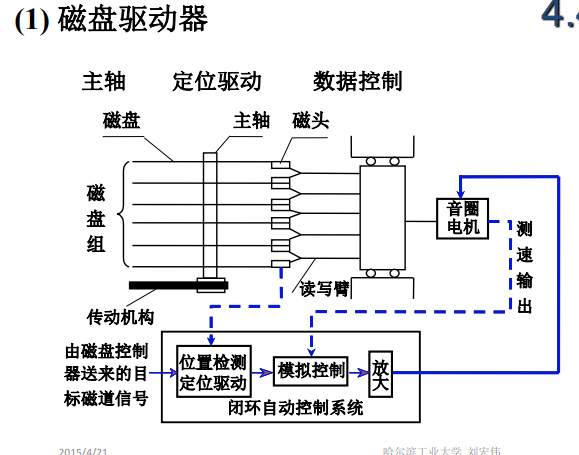 (1) 磁盘驱动器
4.4
主轴 定位驱动 数据控制
磁盘 主轴 磁头
磁盘组
音圈
电机
测速输出
读写臂
传动机构
由磁盘控制
器送来的目
标磁道信号
位置检测
定位驱动
模拟控制
放大
闭环自动控制系统
2015/4/21
哈尔滨工业大学 刘宏伟